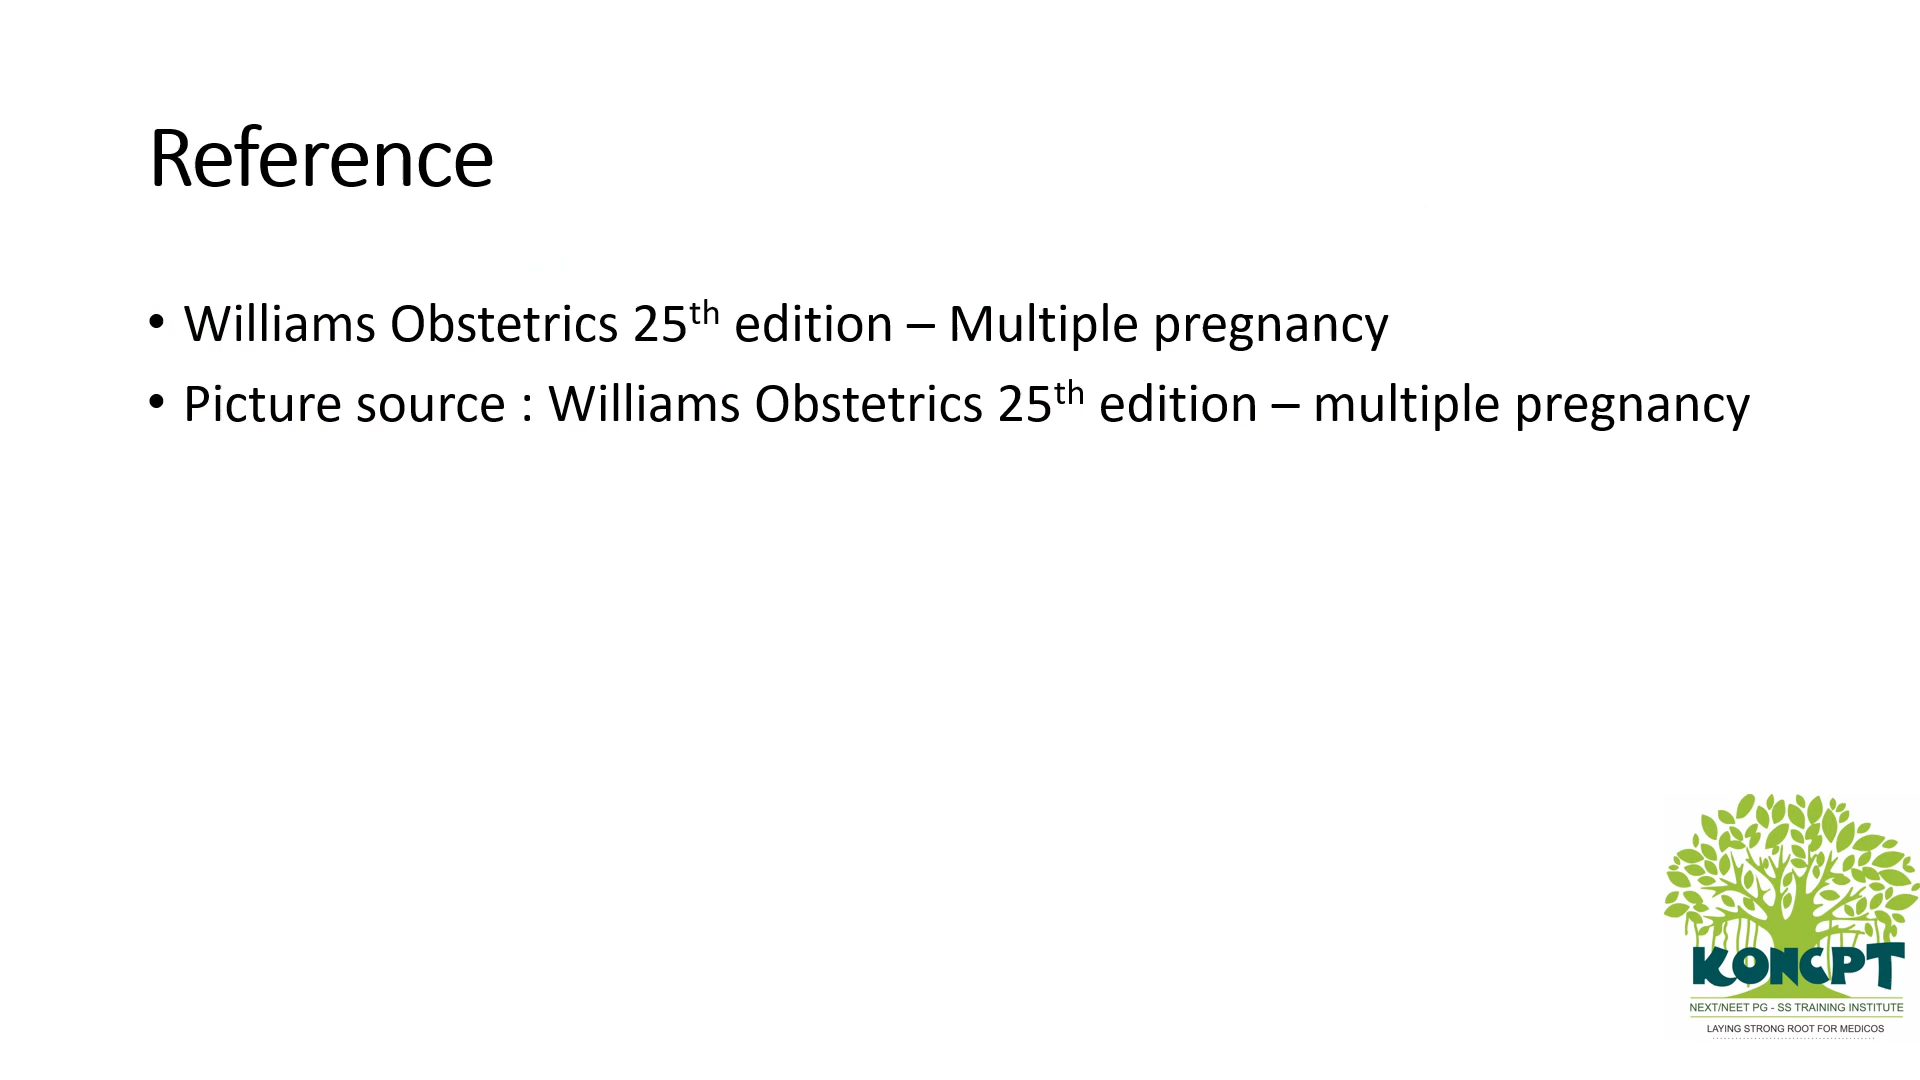 Reference
• Williams Obstetrics 25th edition – Multiple pregnancy
• Picture source : Williams Obstetrics 25th edition – multiple pregnancy
KONCPT
NEXT/NEET PG - SS TRAINING INSTITUTE
LAYING STRONG ROOT FOR MEDICOS